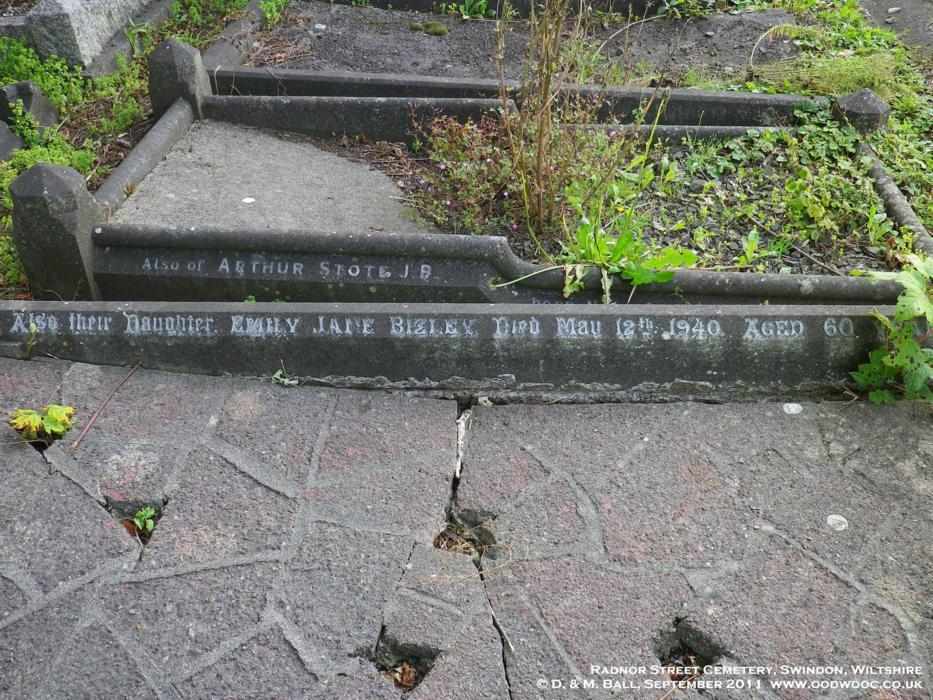 Also of ARTHUR STOTE J.P.
Also their Daughter, EMILY JANE BIZLEY, Died May 12th 1940. AGED 60
RADNOR STREET CEMETERY, SWINDON, WILTSHIRE
© D. & M. BALL, SEPTEMBER 2011 WWW.OODWOOC.CO.UK